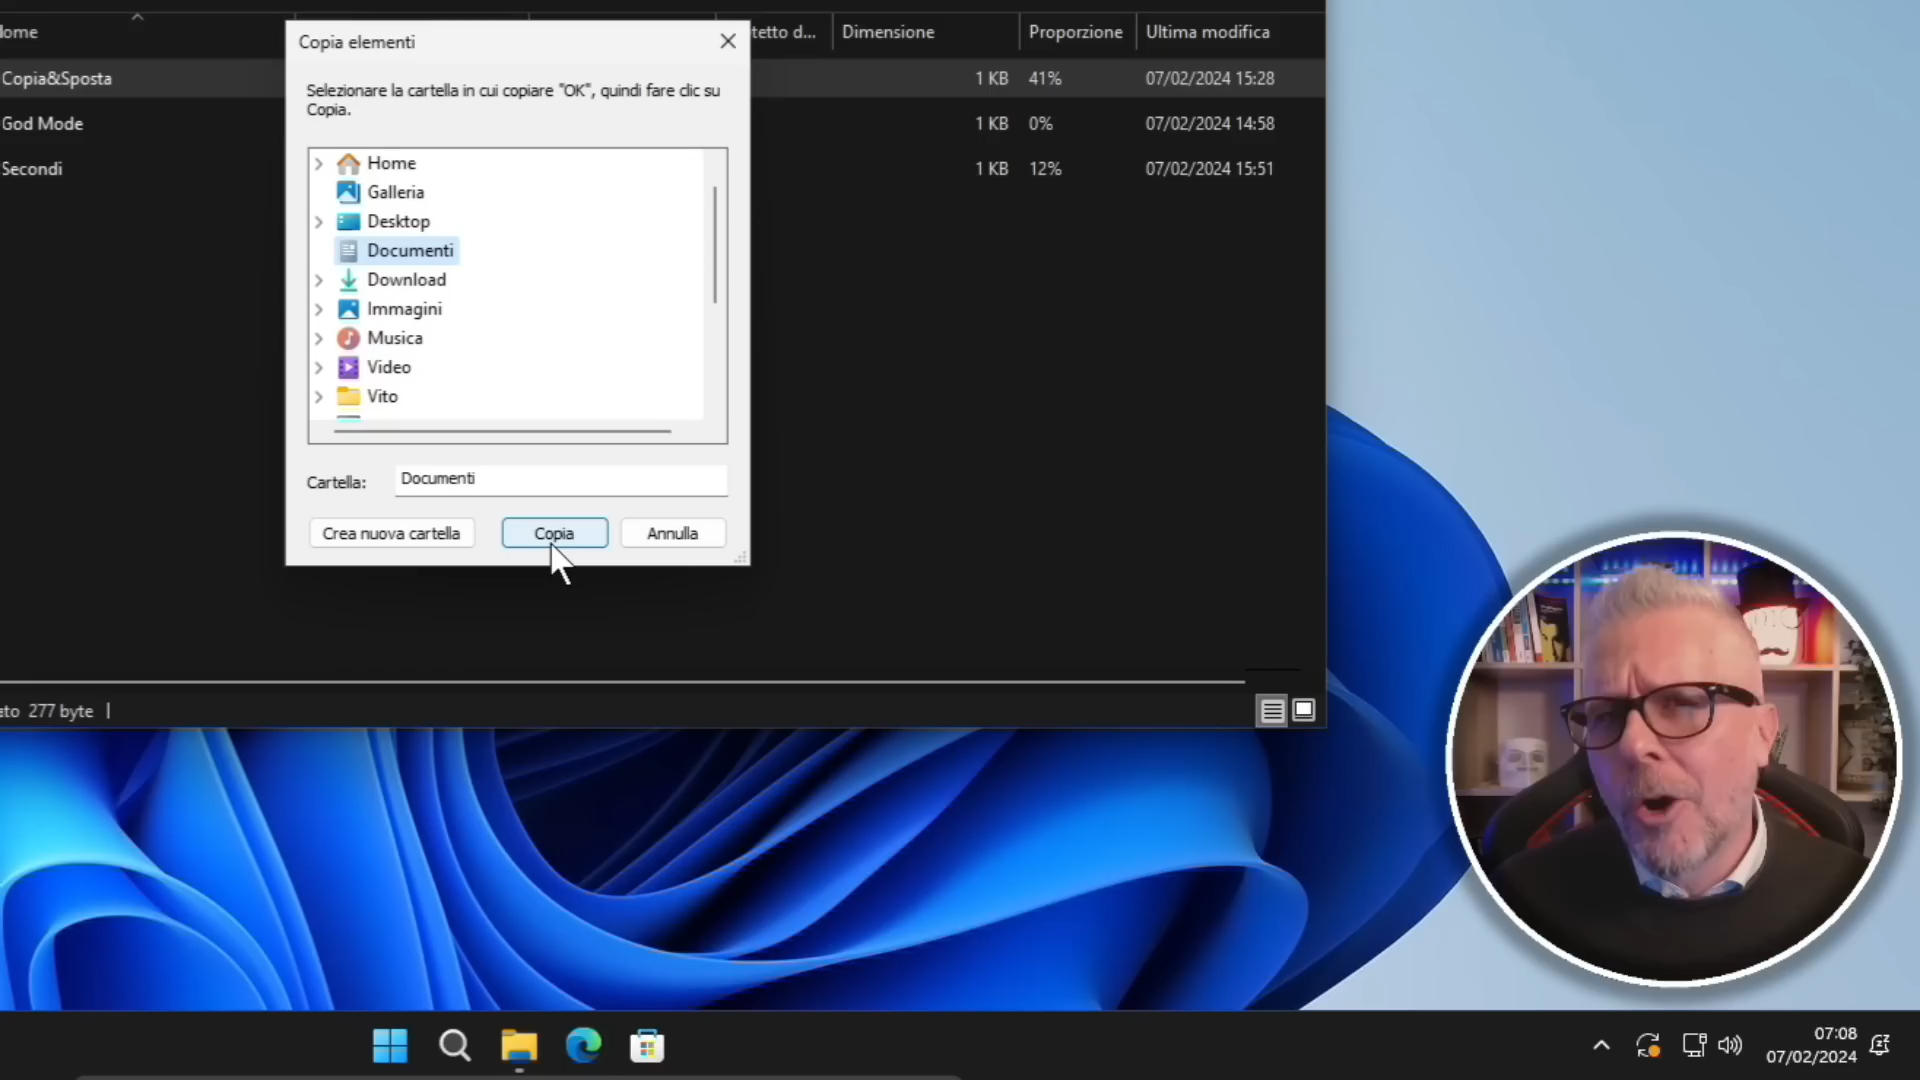 Copia elementi
Selezionare la cartella in cui copiare "OK", quindi fare clic su
Copia.
Home
Galleria
Desktop
Documenti
Download
Immagini
Musica
Video
Vito
Cartella: Documenti
Crea nuova cartella Copia Annulla
ome tetto d... Dimensione Proporzione Ultima modifica
Copia&Sposta 1 KB 41% 07/02/2024 15:28
God Mode 1 KB 0% 07/02/2024 14:58
Secondi 1 KB 12% 07/02/2024 15:51
ato 277 byte
07:08
07/02/2024